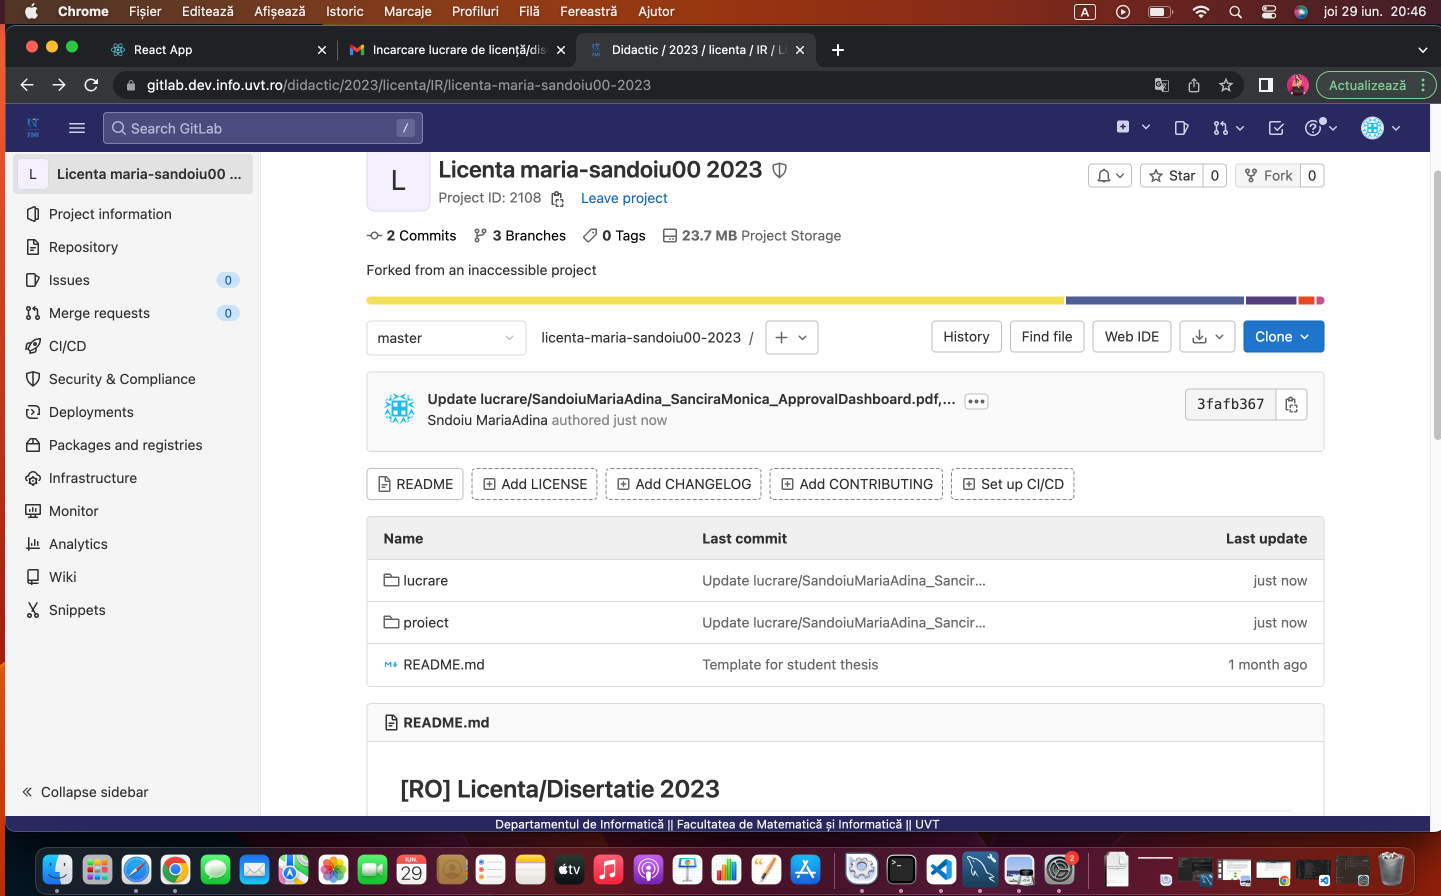 Chrome Fișier Editează Afișează Istoric Marcaje Profiluri Filă Fereastră Ajutor A joi 29 iun. 20:46
React App Incarcare lucrare de licență/dis Didactic / 2023 / licenta / IR / Li
gitlab.dev.info.uvt.ro/didactic/2023/licenta/IR/licenta-maria-sandoiu00-2023 Actualizează
FMI Search GitLab /
L Licenta maria-sandoiu00 ...
Project information
Repository
Issues 0
Merge requests 0
CI/CD
Security & Compliance
Deployments
Packages and registries
Infrastructure
Monitor
Analytics
Wiki
Snippets
Collapse sidebar
L Licenta maria-sandoiu00 2023
Project ID: 2108 Leave project
Star 0 Fork 0
2 Commits 3 Branches 0 Tags 23.7 MB Project Storage
Forked from an inaccessible project
master licenta-maria-sandoiu00-2023 / + History Find file Web IDE Clone
Update lucrare/SandoiuMariaAdina_SanciraMonica_ApprovalDashboard.pdf,...
Sndoiu MariaAdina authored just now
3fafb367
README Add LICENSE Add CHANGELOG Add CONTRIBUTING Set up CI/CD
Name Last commit Last update
lucrare Update lucrare/SandoiuMariaAdina_Sancir... just now
proiect Update lucrare/SandoiuMariaAdina_Sancir... just now
README.md Template for student thesis 1 month ago
README.md
[RO] Licenta/Disertatie 2023
Departamentul de Informatică || Facultatea de Matematică și Informatică || UVT
IUN.
29
tv
2